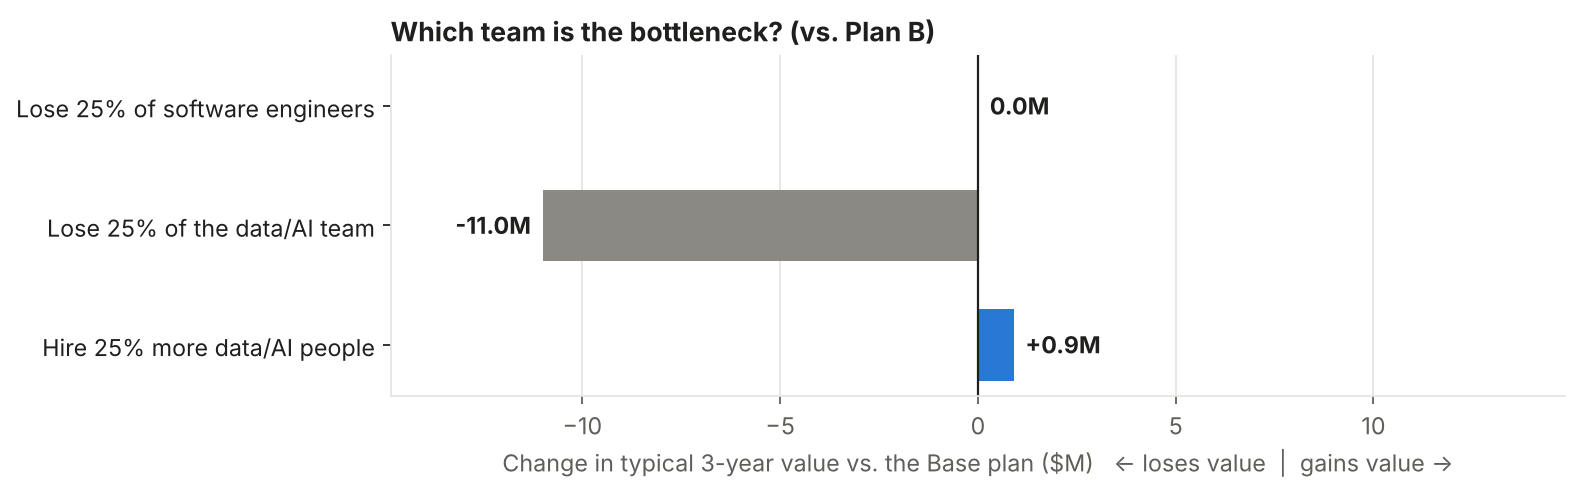 Which team is the bottleneck? (vs. Plan B)
Lose 25% of software engineers
0.0M
Lose 25% of the data/AI team
-11.0M
Hire 25% more data/AI people
+0.9M
−10
−5
0
5
10
Change in typical 3-year value vs. the Base plan ($M) ← loses value | gains value →